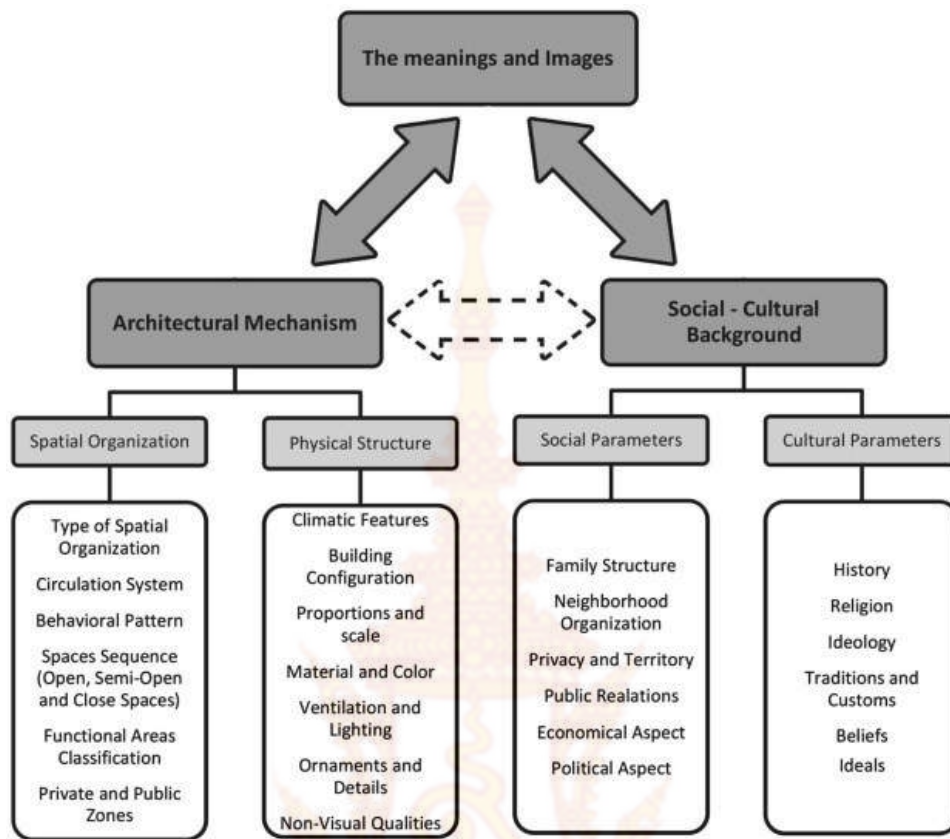 The meanings and Images
Architectural Mechanism
Social - Cultural
Background
Spatial Organization
Physical Structure
Social Parameters
Cultural Parameters
Type of Spatial
Organization
Circulation System
Behavioral Pattern
Spaces Sequence
(Open, Semi-Open
and Close Spaces)
Functional Areas
Classification
Private and Public
Zones
Climatic Features
Building
Configuration
Proportions and
scale
Material and Color
Ventilation and
Lighting
Ornaments and
Details
Non-Visual Qualities
Family Structure
Neighborhood
Organization
Privacy and Territory
Public Realations
Economical Aspect
Political Aspect
History
Religion
Ideology
Traditions and
Customs
Beliefs
Ideals